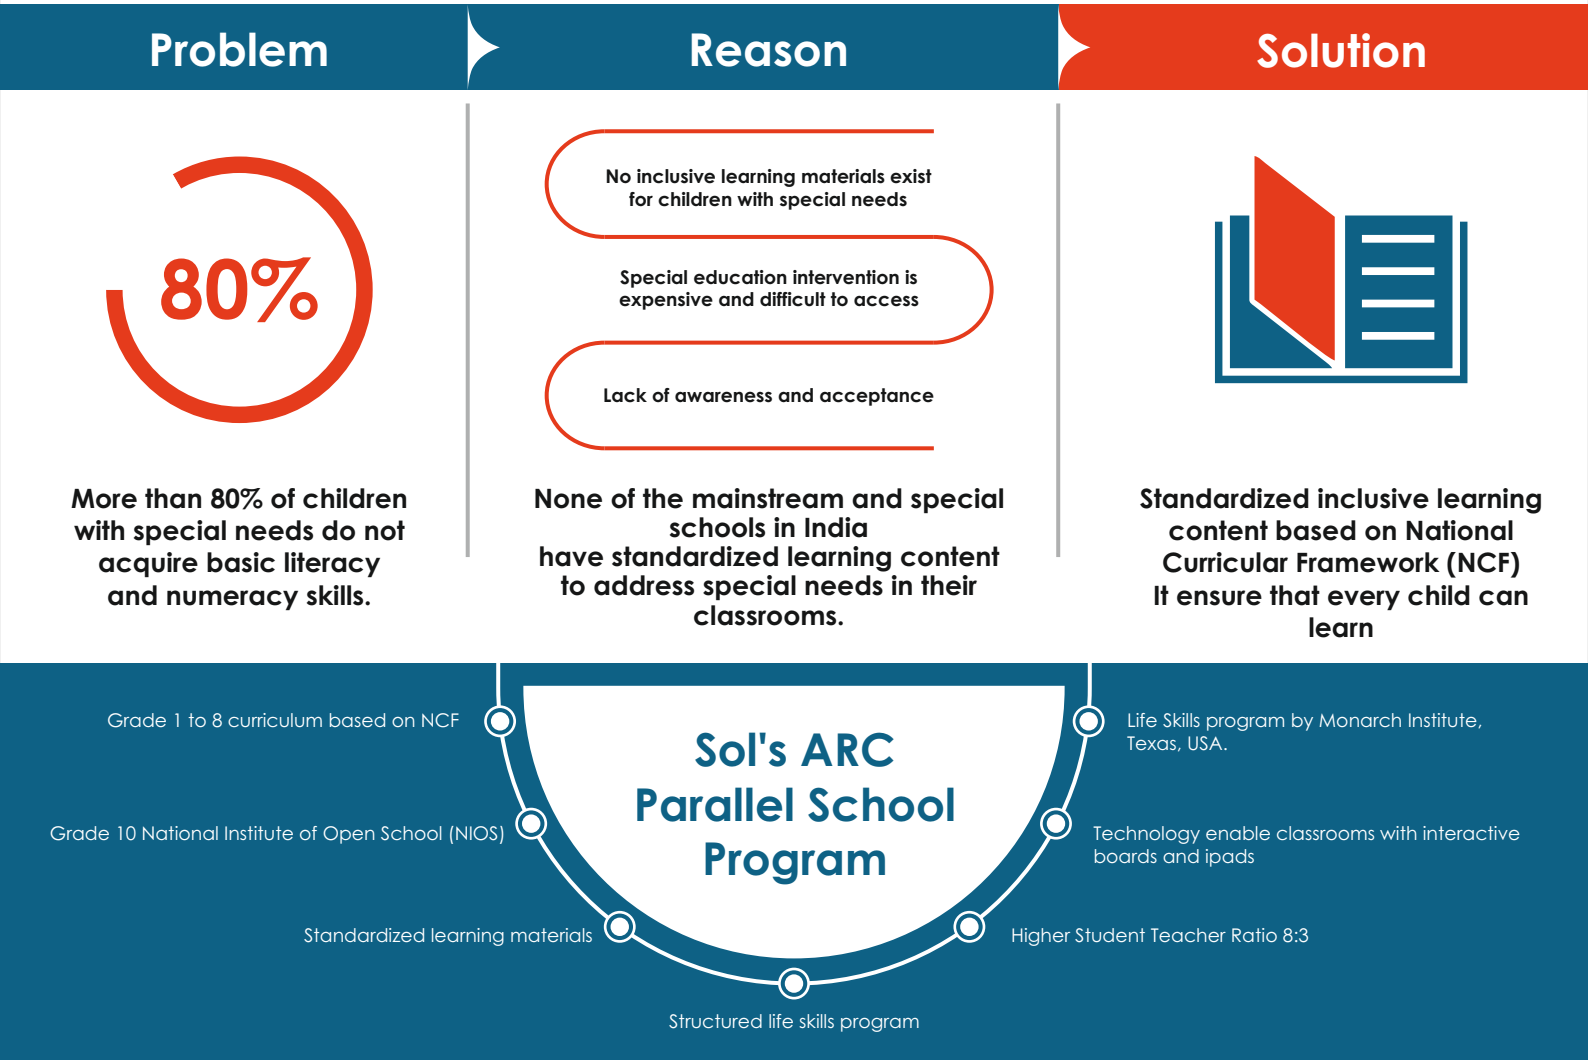 Problem
Reason
Solution
80%
More than 80% of children
with special needs do not
acquire basic literacy
and numeracy skills.
No inclusive learning materials exist
for children with special needs
Special education intervention is
expensive and difficult to access
Lack of awareness and acceptance
None of the mainstream and special
schools in India
have standardized learning content
to address special needs in their
classrooms.
Standardized inclusive learning
content based on National
Curricular Framework (NCF)
It ensure that every child can
learn
Sol's ARC
Parallel School
Program
Grade 1 to 8 curriculum based on NCF
Grade 10 National Institute of Open School (NIOS)
Standardized learning materials
Structured life skills program
Life Skills program by Monarch Institute,
Texas, USA.
Technology enable classrooms with interactive
boards and ipads
Higher Student Teacher Ratio 8:3